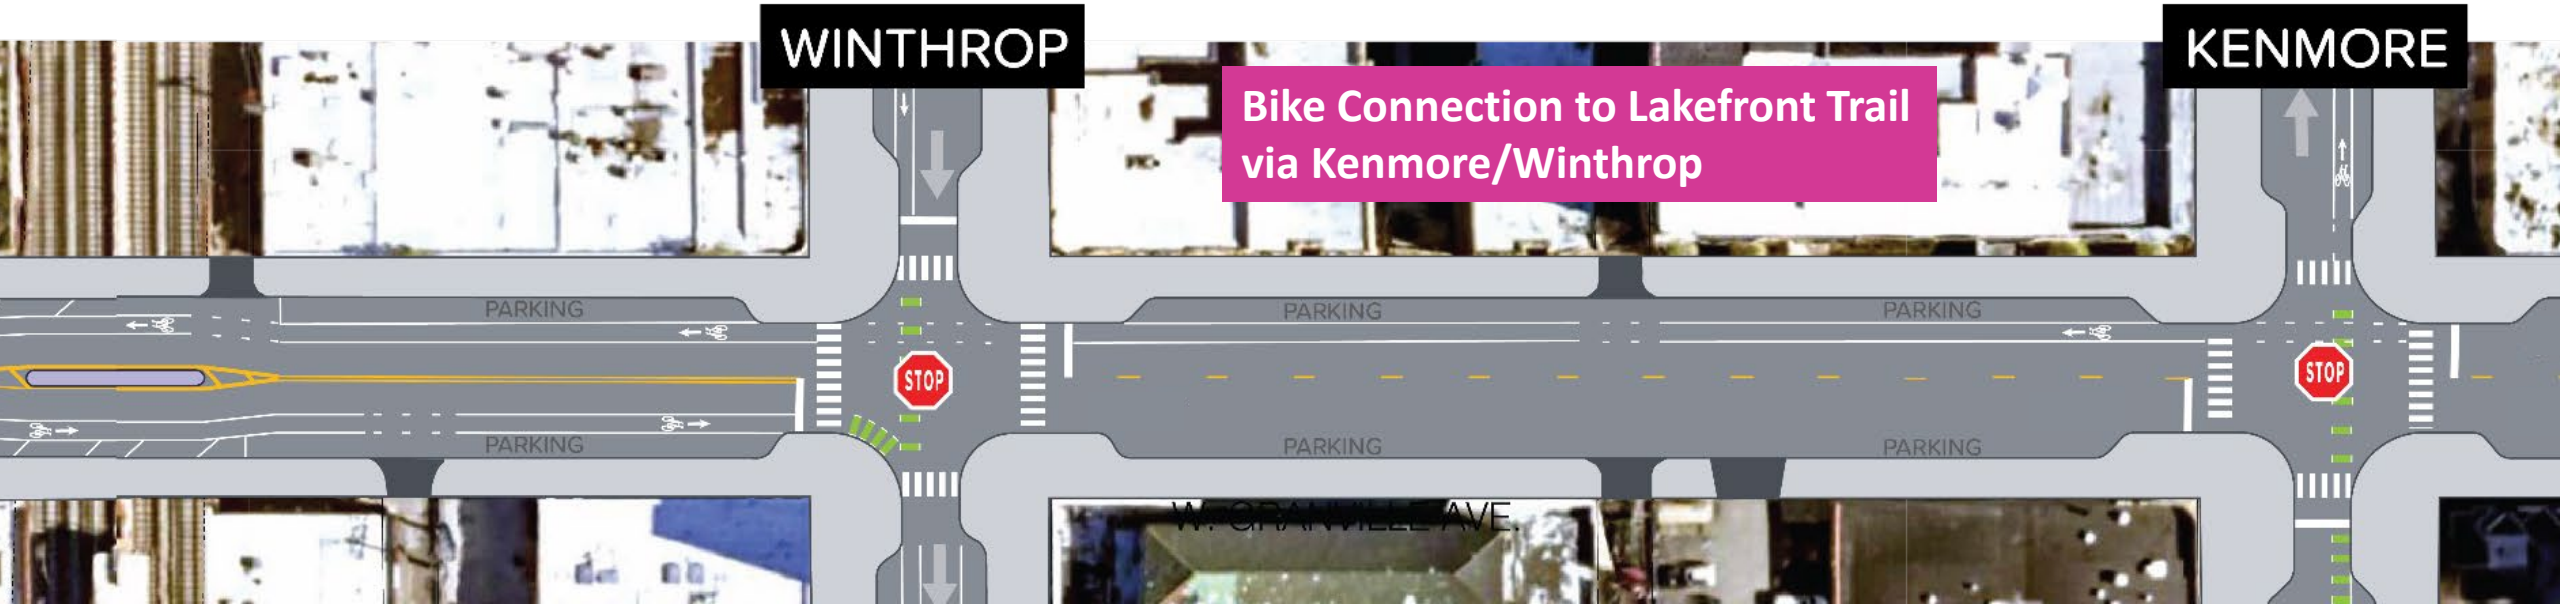 WINTHROP
KENMORE
Bike Connection to Lakefront Trail
via Kenmore/Winthrop
PARKING
PARKING
PARKING
STOP
STOP
PARKING
PARKING
PARKING
W. GRANVILLE AVE.